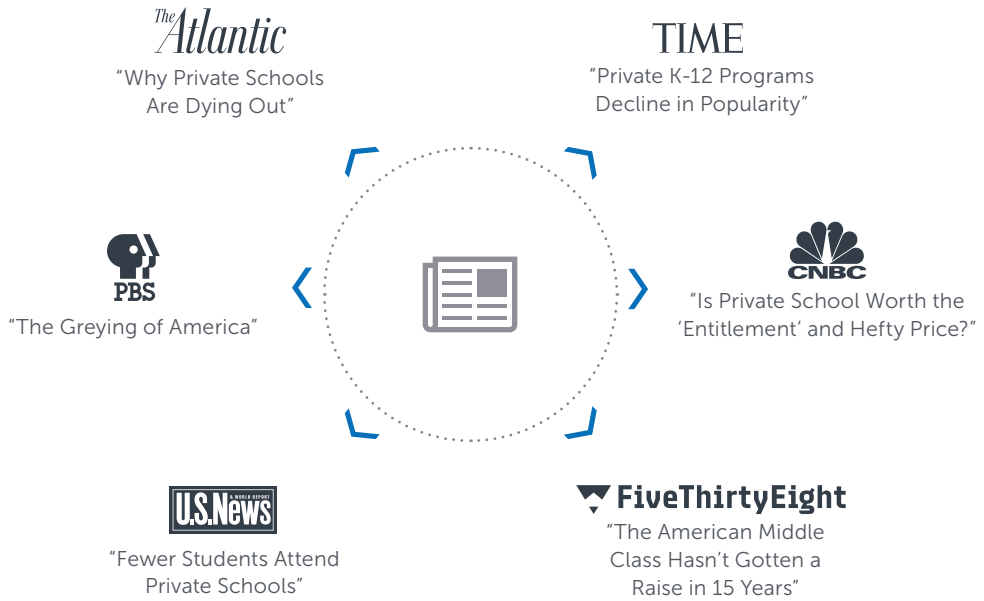 The Atlantic
“Why Private Schools
Are Dying Out”
TIME
“Private K-12 Programs
Decline in Popularity”
PBS
“The Greying of America”
CNBC
“Is Private School Worth the
‘Entitlement’ and Hefty Price?”
U.S.News
& WORLD REPORT
“Fewer Students Attend
Private Schools”
FiveThirtyEight
“The American Middle
Class Hasn’t Gotten a
Raise in 15 Years”